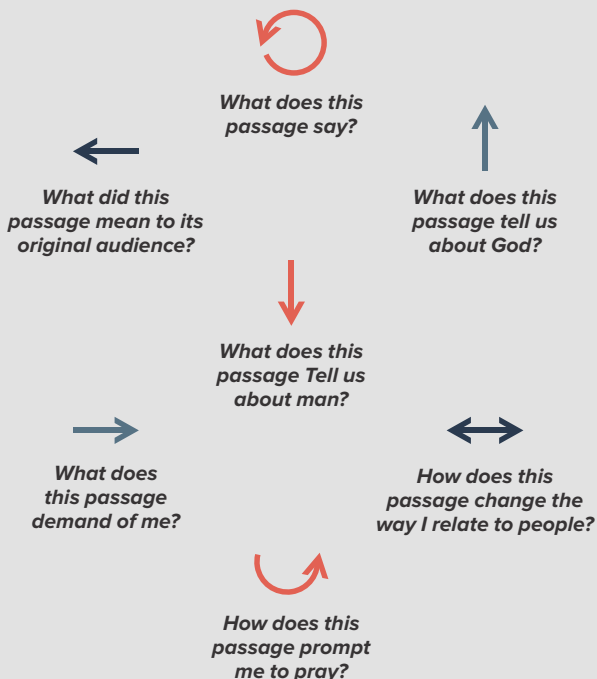 What does this
passage say?
What did this
passage mean to its
original audience?
What does this
passage tell us
about God?
What does this
passage Tell us
about man?
What does
this passage
demand of me?
How does this
passage change the
way I relate to people?
How does this
passage prompt
me to pray?